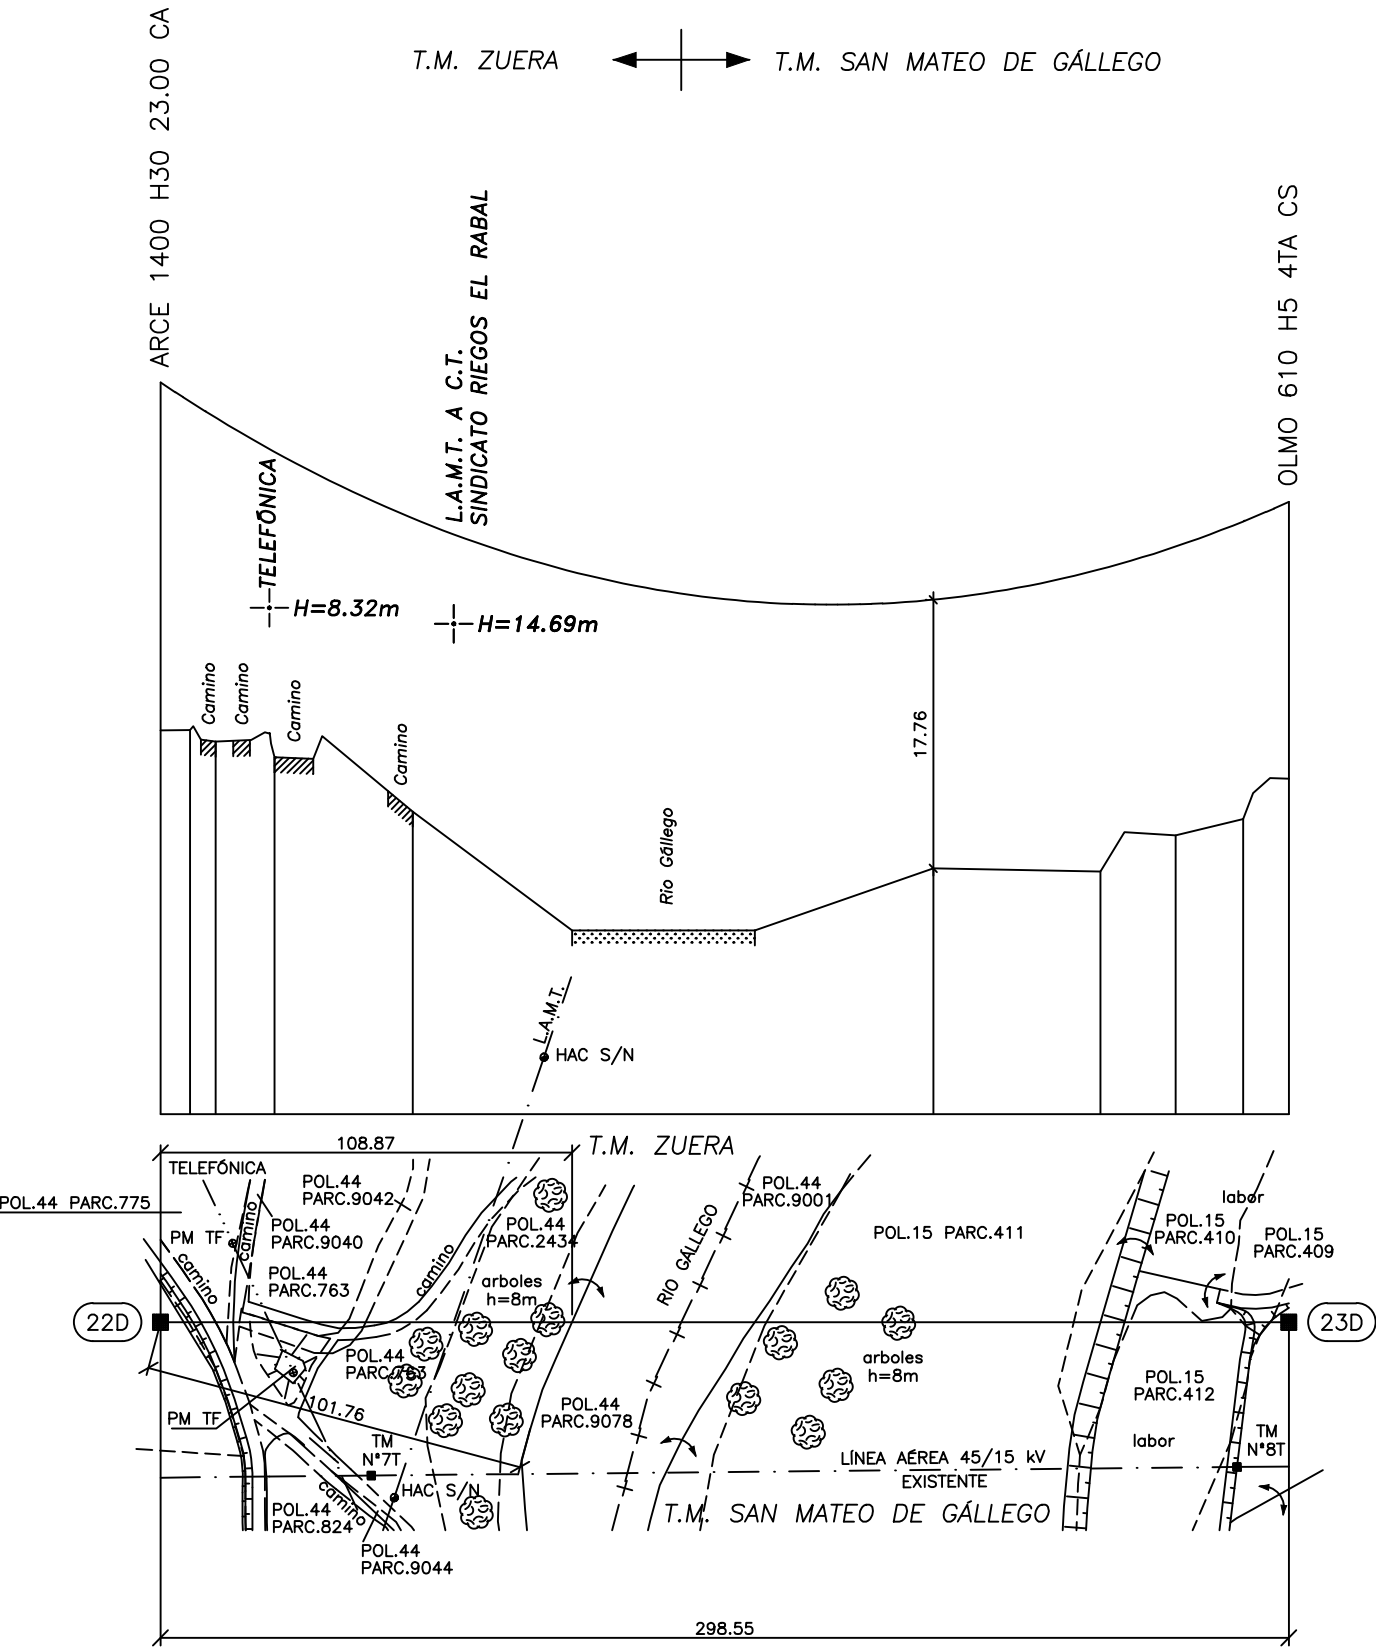 T.M. ZUERA
T.M. SAN MATEO DE GÁLLEGO
ARCE 1400 H30 23.00 CA
L.A.M.T. A C.T.
SINDICATO RIEGOS EL RABAL
OLMO 610 H5 4TA CS
TELEFÓNICA
H=8.32m
H=14.69m
Camino
Camino
Camino
Camino
Rio Gállego
17.76
L.A.M.T.
HAC S/N
108.87
T.M. ZUERA
TELEFÓNICA
POL.44 PARC.775
POL.44
PARC.9042
POL.44
PARC.9001
PM TF
camino
camino
POL.44
PARC.9040
POL.44
PARC.763
camino
POL.44
PARC.2434
arboles
h=8m
RIO GÁLLEGO
POL.15 PARC.411
labor
POL.15
PARC.410
POL.15
PARC.409
22D
23D
POL.44
PARC.763
arboles
h=8m
POL.15
PARC.412
101.76
PM TF
POL.44
PARC.9078
TM
Nº7T
labor
TM
Nº8T
LÍNEA AÉREA 45/15 kV
EXISTENTE
HAC S/N
camino
POL.44
PARC.824
T.M. SAN MATEO DE GÁLLEGO
POL.44
PARC.9044
298.55